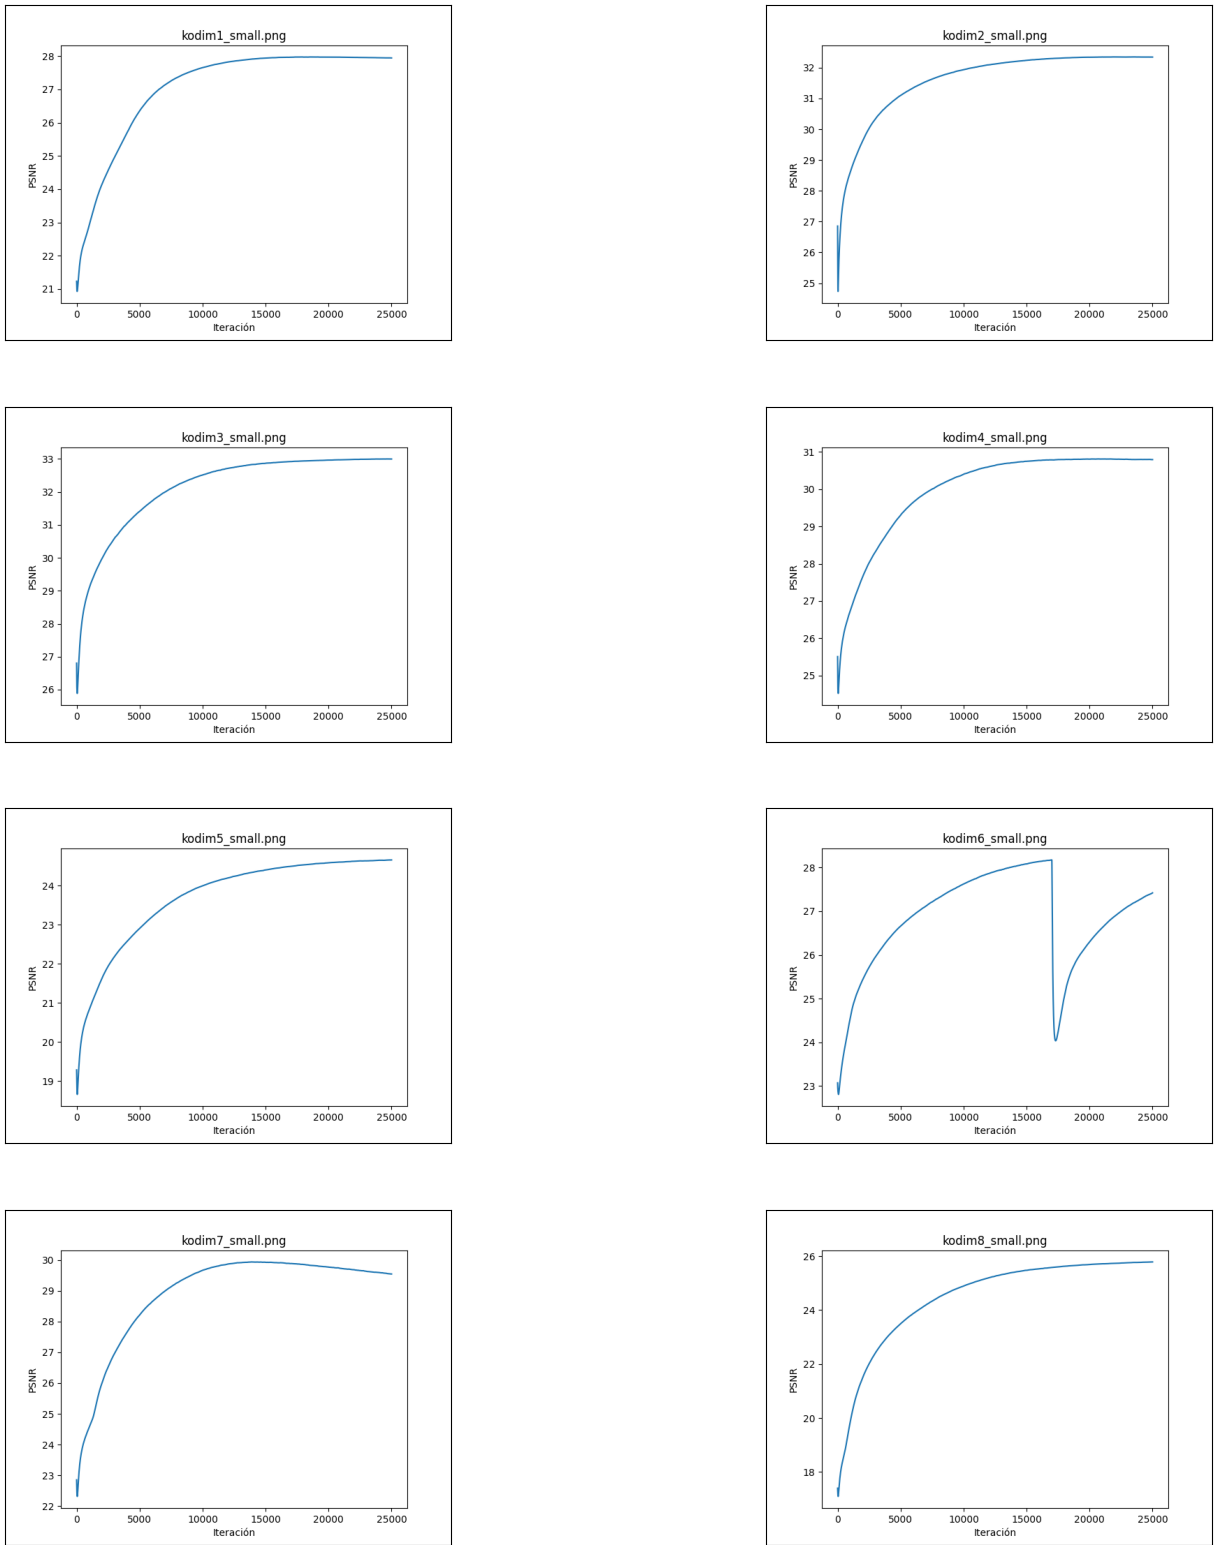 kodim1_small.png
28
27
26
25
24
23
22
21
PSNR
0 5000 10000 15000 20000 25000
Iteración
kodim2_small.png
32
31
30
29
28
27
26
25
PSNR
0 5000 10000 15000 20000 25000
Iteración
kodim3_small.png
33
32
31
30
29
28
27
26
PSNR
0 5000 10000 15000 20000 25000
Iteración
kodim4_small.png
31
30
29
28
27
26
25
PSNR
0 5000 10000 15000 20000 25000
Iteración
kodim5_small.png
24
23
22
21
20
19
PSNR
0 5000 10000 15000 20000 25000
Iteración
kodim6_small.png
28
27
26
25
24
23
PSNR
0 5000 10000 15000 20000 25000
Iteración
kodim7_small.png
30
29
28
27
26
25
24
23
22
PSNR
0 5000 10000 15000 20000 25000
Iteración
kodim8_small.png
26
24
22
20
18
PSNR
0 5000 10000 15000 20000 25000
Iteración